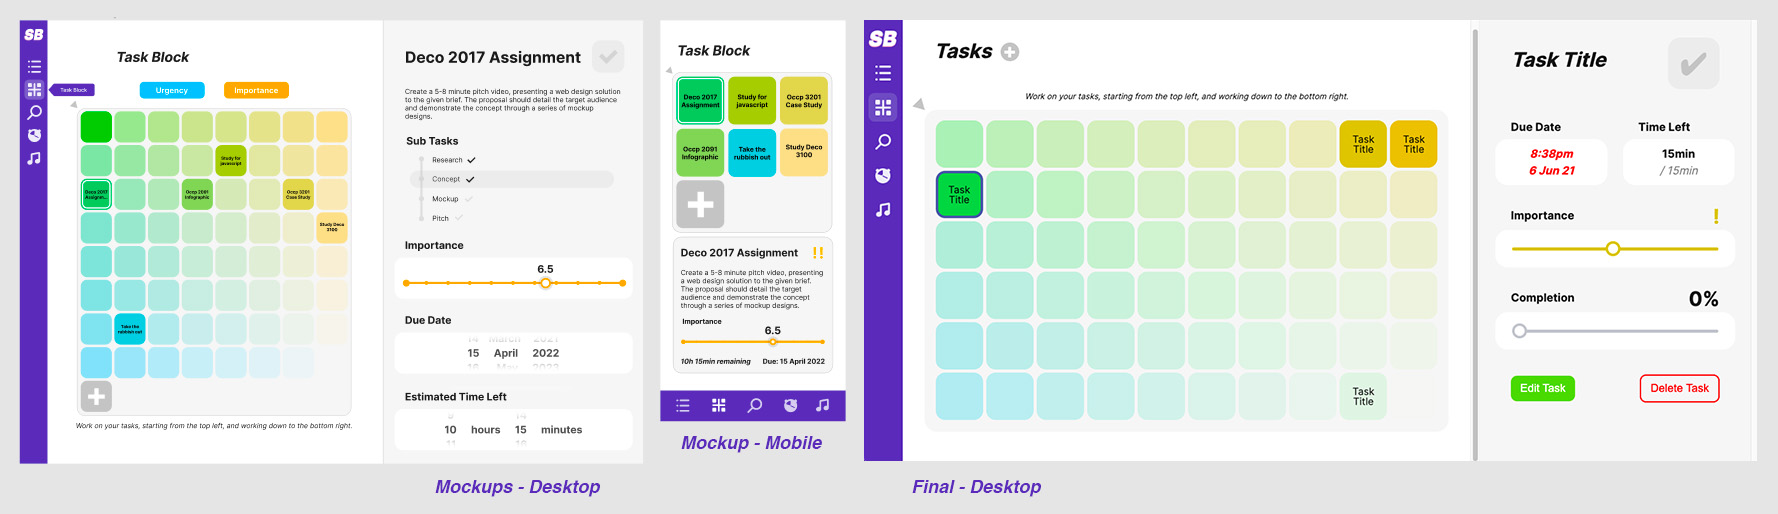 SB
Task Block
Task Block
Urgency
Importance
Study for
javascript
Deco 2017
Assignm...
Occp 2091
Infographic
Occp 3201
Case Study
Study Deco
3100
Take the
rubbish out
Work on your tasks, starting from the top left, and working down to the bottom right.
Deco 2017 Assignment
Create a 5-8 minute pitch video, presenting a web design solution
to the given brief. The proposal should detail the target audience
and demonstrate the concept through a series of mockup
designs.
Sub Tasks
Research
Concept
Mockup
Pitch
Importance
6.5
Due Date
14 March 2021
15 April 2022
16 May 2023
Estimated Time Left
9 14
10 hours 15 minutes
11 16
Mockups - Desktop
Task Block
Deco 2017
Assignment
Study for
javascript
Occp 3201
Case Study
Occp 2091
Infographic
Take the
rubbish out
Study Deco
3100
Deco 2017 Assignment !!
Create a 5-8 minute pitch video, presenting
a web design solution to the given brief.
The proposal should detail the target
audience and demonstrate the concept
through a series of mockup designs.
Importance
6.5
10h 15min remaining Due: 15 April 2022
Mockup - Mobile
SB
Tasks
Work on your tasks, starting from the top left, and working down to the bottom right.
Task
Title
Task
Title
Task
Title
Task
Title
Task Title
Due Date
8:38pm
6 Jun 21
Time Left
15min
/ 15min
Importance !
Completion 0%
Edit Task
Delete Task
Final - Desktop